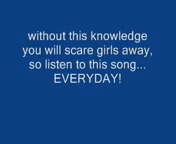 without this knowledge
you will scare girls away,
so listen to this song...
EVERYDAY!